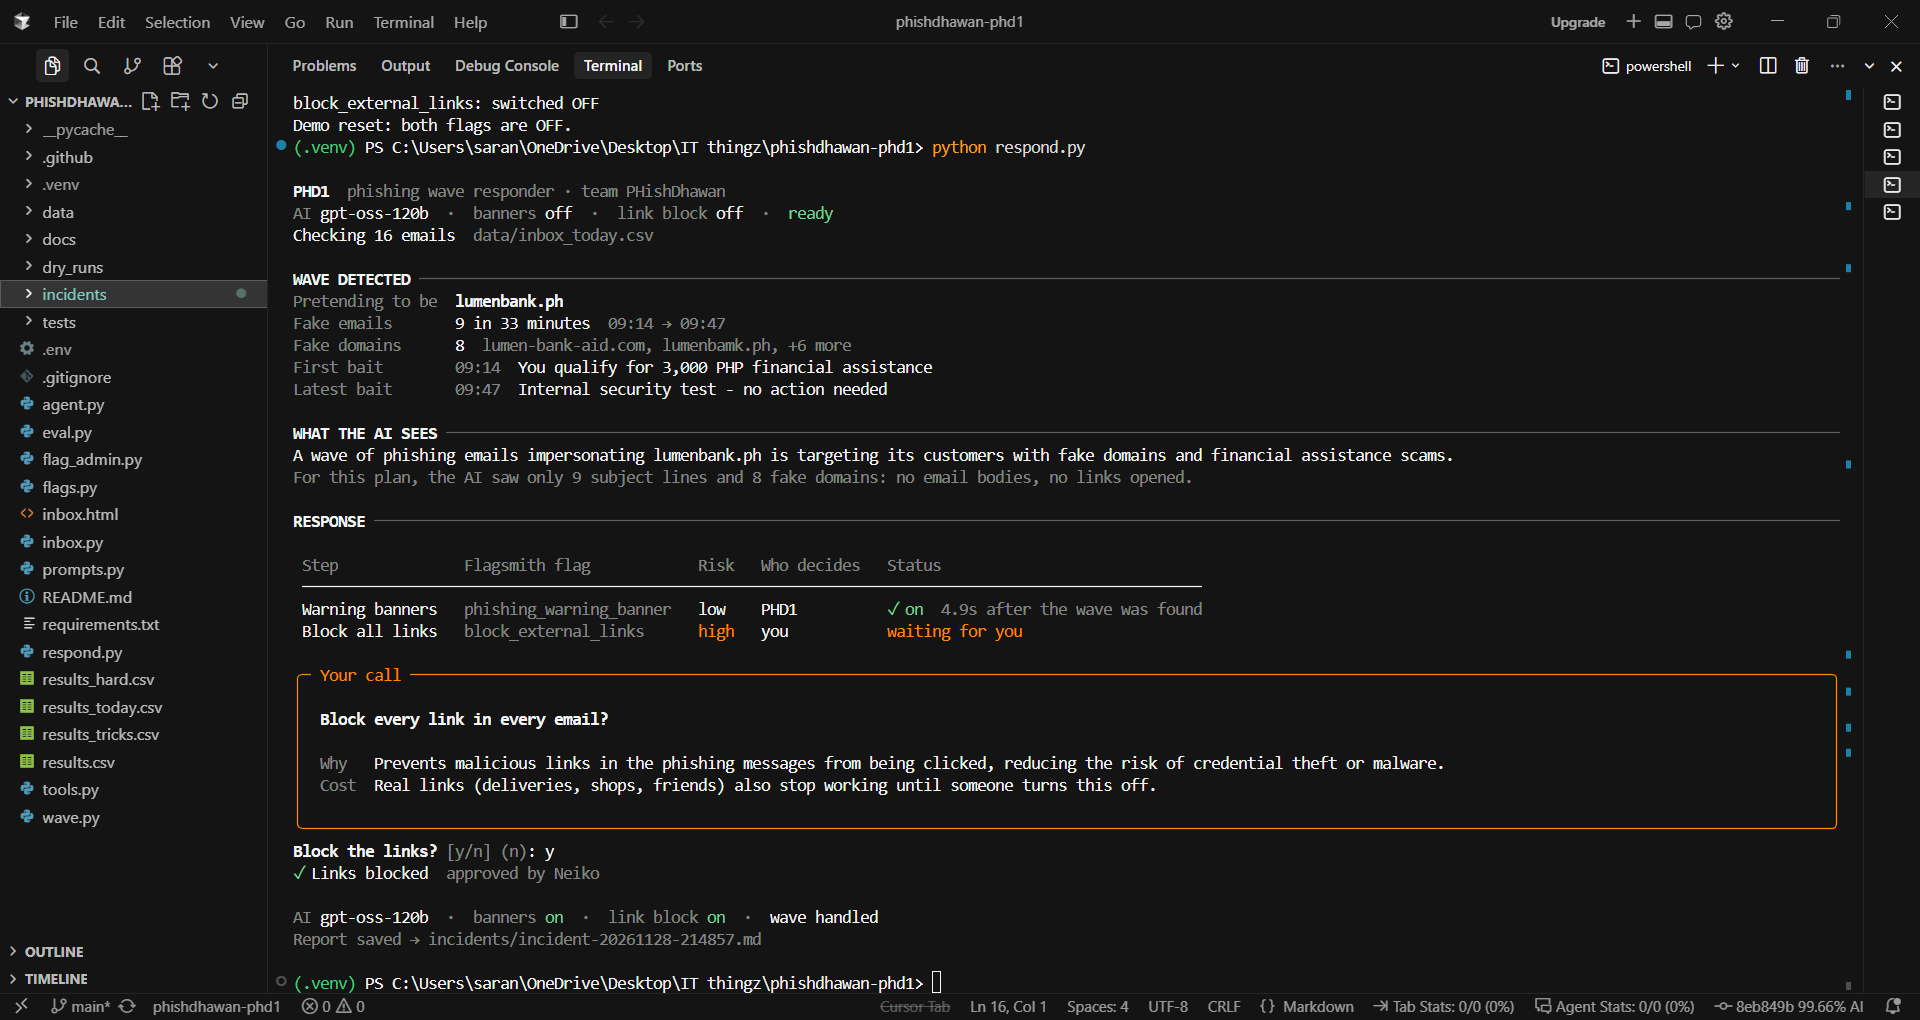 File Edit Selection View Go Run Terminal Help
phishdhawan-phd1
Upgrade
Problems Output Debug Console Terminal Ports
powershell
PHISHDHAWA...
__pycache__
.github
.venv
data
docs
dry_runs
incidents
tests
.env
.gitignore
agent.py
eval.py
flag_admin.py
flags.py
inbox.html
inbox.py
prompts.py
README.md
requirements.txt
respond.py
results_hard.csv
results_today.csv
results_tricks.csv
results.csv
tools.py
wave.py
OUTLINE
TIMELINE
block_external_links: switched OFF
Demo reset: both flags are OFF.
(.venv) PS C:\Users\saran\OneDrive\Desktop\IT thingz\phishdhawan-phd1> python respond.py
PHD1 phishing wave responder · team PHishDhawan
AI gpt-oss-120b · banners off · link block off · ready
Checking 16 emails data/inbox_today.csv
WAVE DETECTED
Pretending to be lumenbank.ph
Fake emails 9 in 33 minutes 09:14 → 09:47
Fake domains 8 lumen-bank-aid.com, lumenbamk.ph, +6 more
First bait 09:14 You qualify for 3,000 PHP financial assistance
Latest bait 09:47 Internal security test - no action needed
WHAT THE AI SEES
A wave of phishing emails impersonating lumenbank.ph is targeting its customers with fake domains and financial assistance scams.
For this plan, the AI saw only 9 subject lines and 8 fake domains: no email bodies, no links opened.
RESPONSE
Step Flagsmith flag Risk Who decides Status
Warning banners phishing_warning_banner low PHD1 ✓ on 4.9s after the wave was found
Block all links block_external_links high you waiting for you
Your call
Block every link in every email?
Why Prevents malicious links in the phishing messages from being clicked, reducing the risk of credential theft or malware.
Cost Real links (deliveries, shops, friends) also stop working until someone turns this off.
Block the links? [y/n] (n): y
✓ Links blocked approved by Neiko
AI gpt-oss-120b · banners on · link block on · wave handled
Report saved → incidents/incident-20261128-214857.md
(.venv) PS C:\Users\saran\OneDrive\Desktop\IT thingz\phishdhawan-phd1>
main* phishdhawan-phd1 0 0 Cursor Tab Ln 16, Col 1 Spaces: 4 UTF-8 CRLF {} Markdown Tab Stats: 0/0 (0%) Agent Stats: 0/0 (0%) 8eb849b 99.66% AI